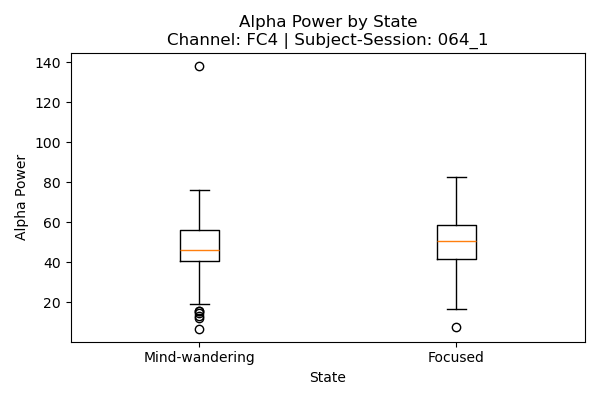 Alpha Power by State
Channel: FC4 | Subject-Session: 064_1
140
120
100
80
60
40
20
Alpha Power
Mind-wandering
Focused
State